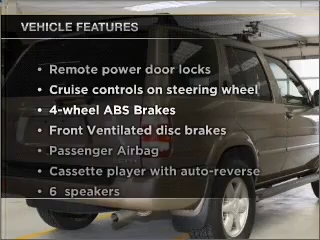 VEHICLE FEATURES
• Remote power door locks
• Cruise controls on steering wheel
• 4-wheel ABS Brakes
• Front Ventilated disc brakes
• Passenger Airbag
• Cassette player with auto-reverse
• 6 speakers